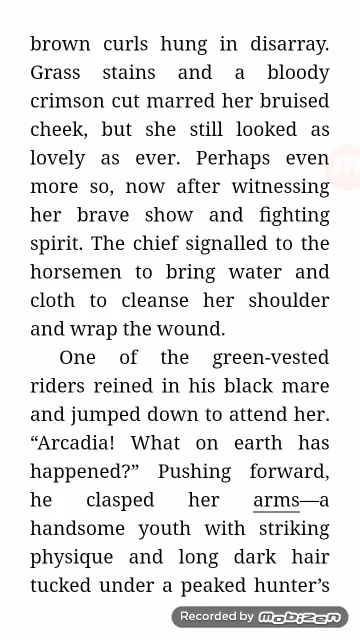 brown curls hung in disarray.
Grass stains and a bloody
crimson cut marred her bruised
cheek, but she still looked as
lovely as ever. Perhaps even
more so, now after witnessing
her brave show and fighting
spirit. The chief signalled to the
horsemen to bring water and
cloth to cleanse her shoulder
and wrap the wound.
One of the green-vested
riders reined in his black mare
and jumped down to attend her.
“Arcadia! What on earth has
happened?” Pushing forward,
he clasped her arms—a
handsome youth with striking
physique and long dark hair
tucked under a peaked hunter’s
Recorded by mobizen